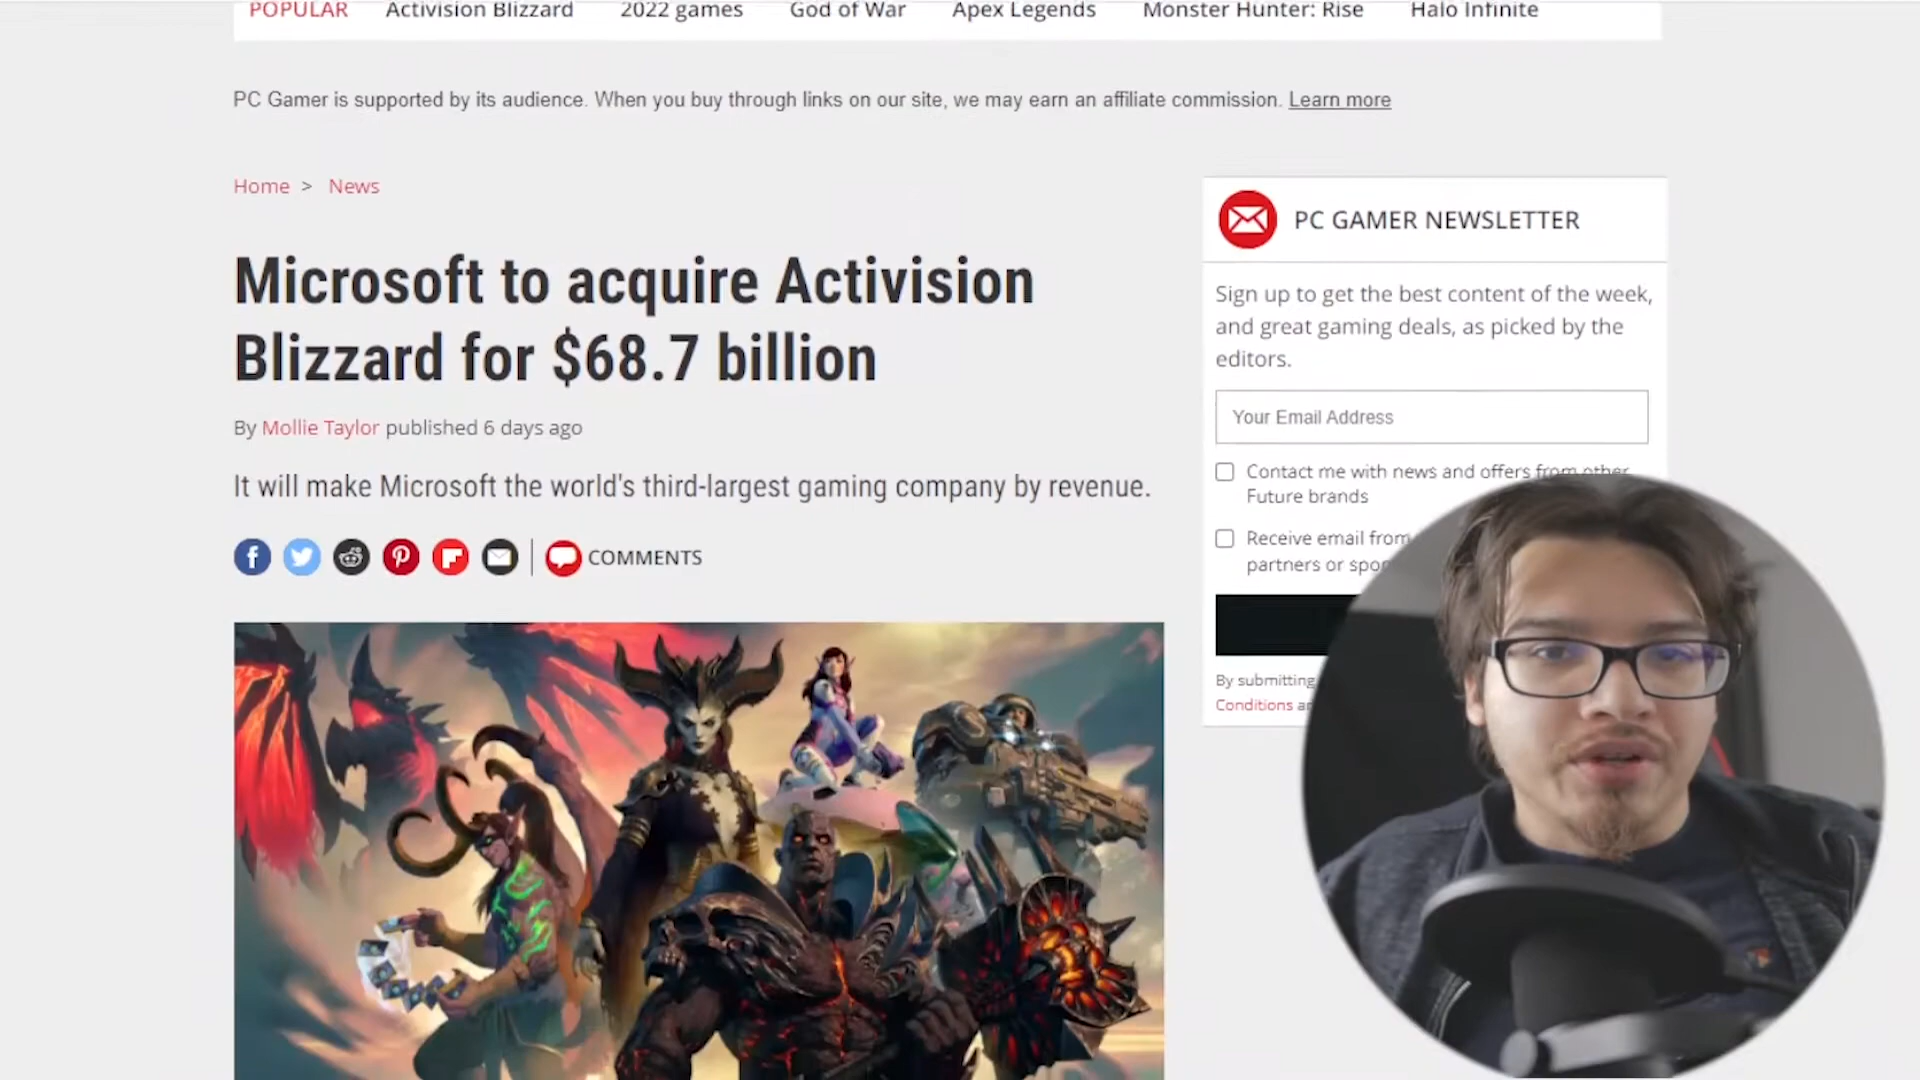 POPULAR Activision Blizzard 2022 games God of War Apex Legends Monster Hunter: Rise Halo Infinite
PC Gamer is supported by its audience. When you buy through links on our site, we may earn an affiliate commission. Learn more
Home > News
Microsoft to acquire Activision
Blizzard for $68.7 billion
By Mollie Taylor published 6 days ago
It will make Microsoft the world's third-largest gaming company by revenue.
COMMENTS
PC GAMER NEWSLETTER
Sign up to get the best content of the week,
and great gaming deals, as picked by the
editors.
Your Email Address
Contact me with news and offers from other
Future brands
Receive email from
partners or
By submitting
Conditions